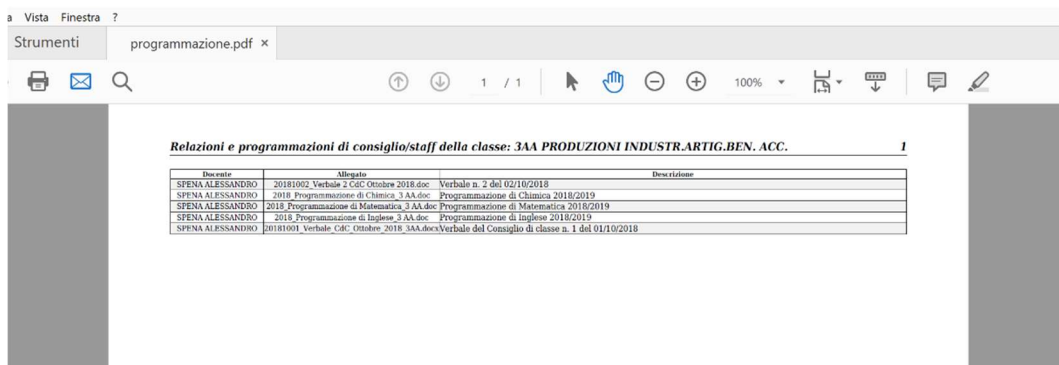 a Vista Finestra ?
Strumenti programmazione.pdf ×
1 / 1 100%
Relazioni e programmazioni di consiglio/staff della classe: 3AA PRODUZIONI INDUSTR.ARTIG.BEN. ACC. 1
Docente Allegato Descrizione
SPENA ALESSANDRO 20181002_Verbale 2 CdC Ottobre 2018.doc Verbale n. 2 del 02/10/2018
SPENA ALESSANDRO 2018_Programmazione di Chimica_3 AA.doc Programmazione di Chimica 2018/2019
SPENA ALESSANDRO 2018_Programmazione di Matematica_3 AA.doc Programmazione di Matematica 2018/2019
SPENA ALESSANDRO 2018_Programmazione di Inglese_3 AA.doc Programmazione di Inglese 2018/2019
SPENA ALESSANDRO 20181001_Verbale_CdC_Ottobre_2018_3AA.docx Verbale del Consiglio di classe n. 1 del 01/10/2018